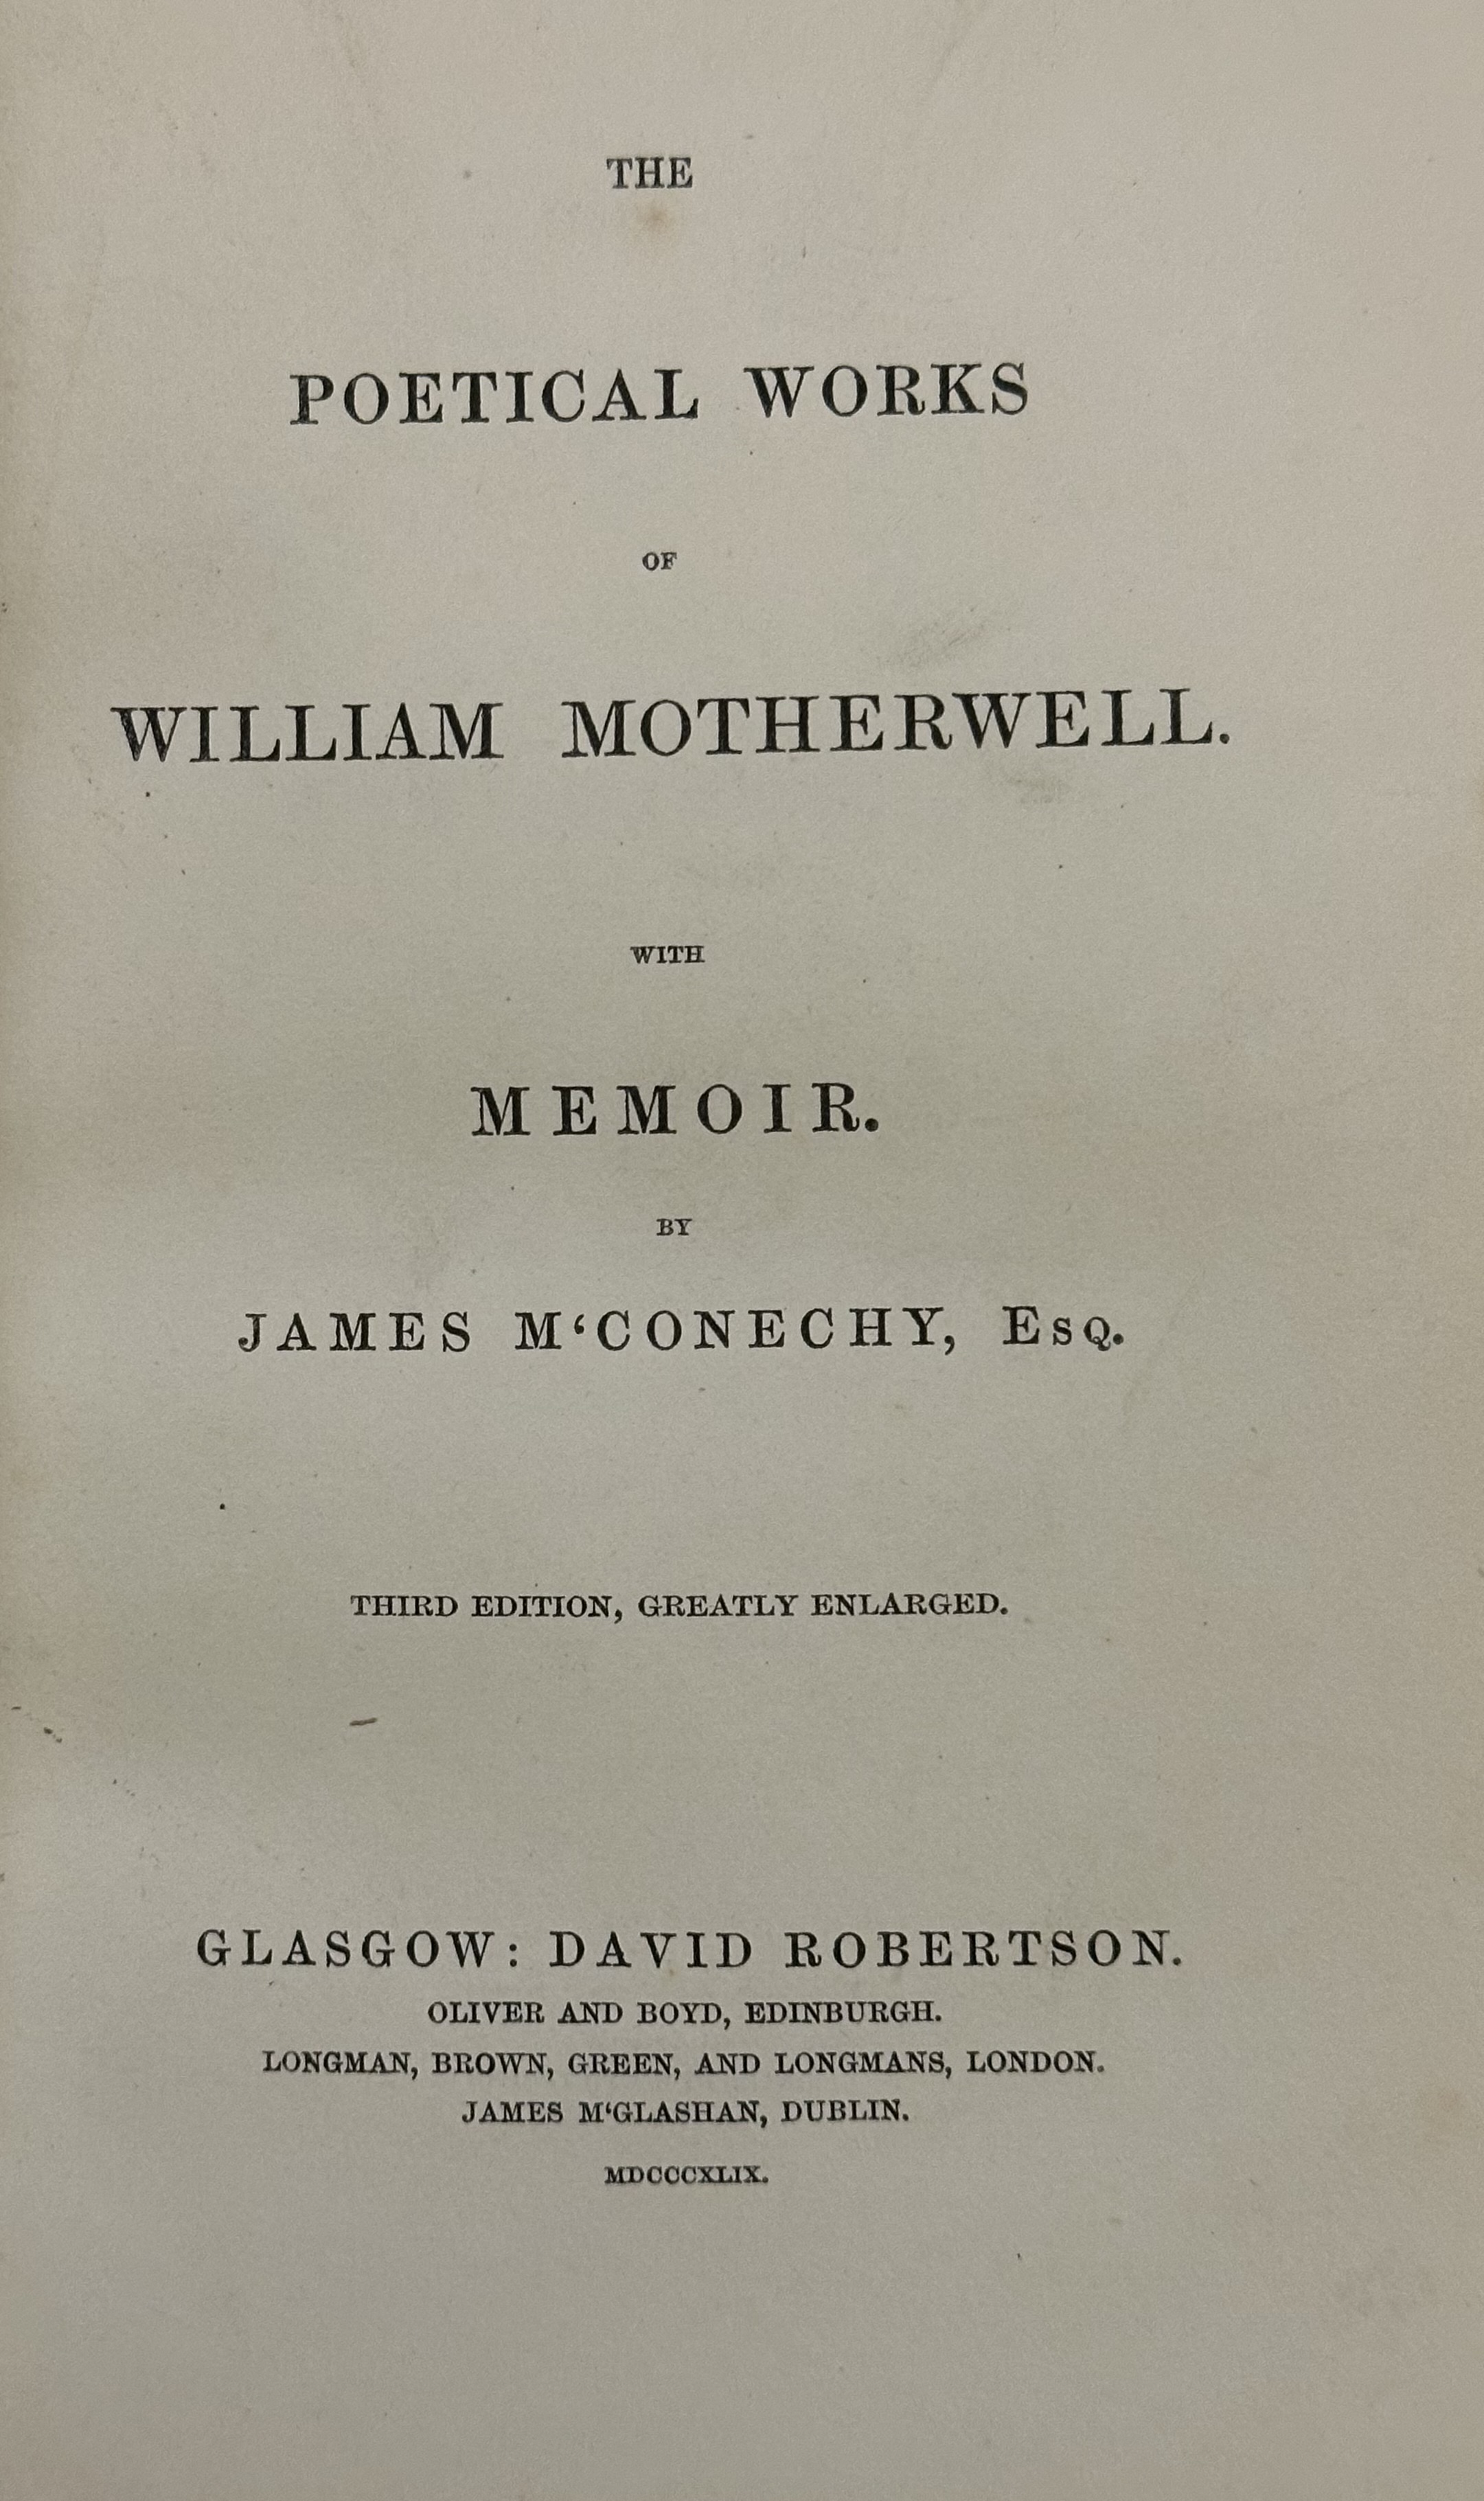 THE
POETICAL WORKS
OF
WILLIAM MOTHERWELL.
WITH
MEMOIR.
BY
JAMES M‘CONECHY, Esq.
THIRD EDITION, GREATLY ENLARGED.
GLASGOW: DAVID ROBERTSON.
OLIVER AND BOYD, EDINBURGH.
LONGMAN, BROWN, GREEN, AND LONGMANS, LONDON.
JAMES M‘GLASHAN, DUBLIN.
MDCCCXLIX.